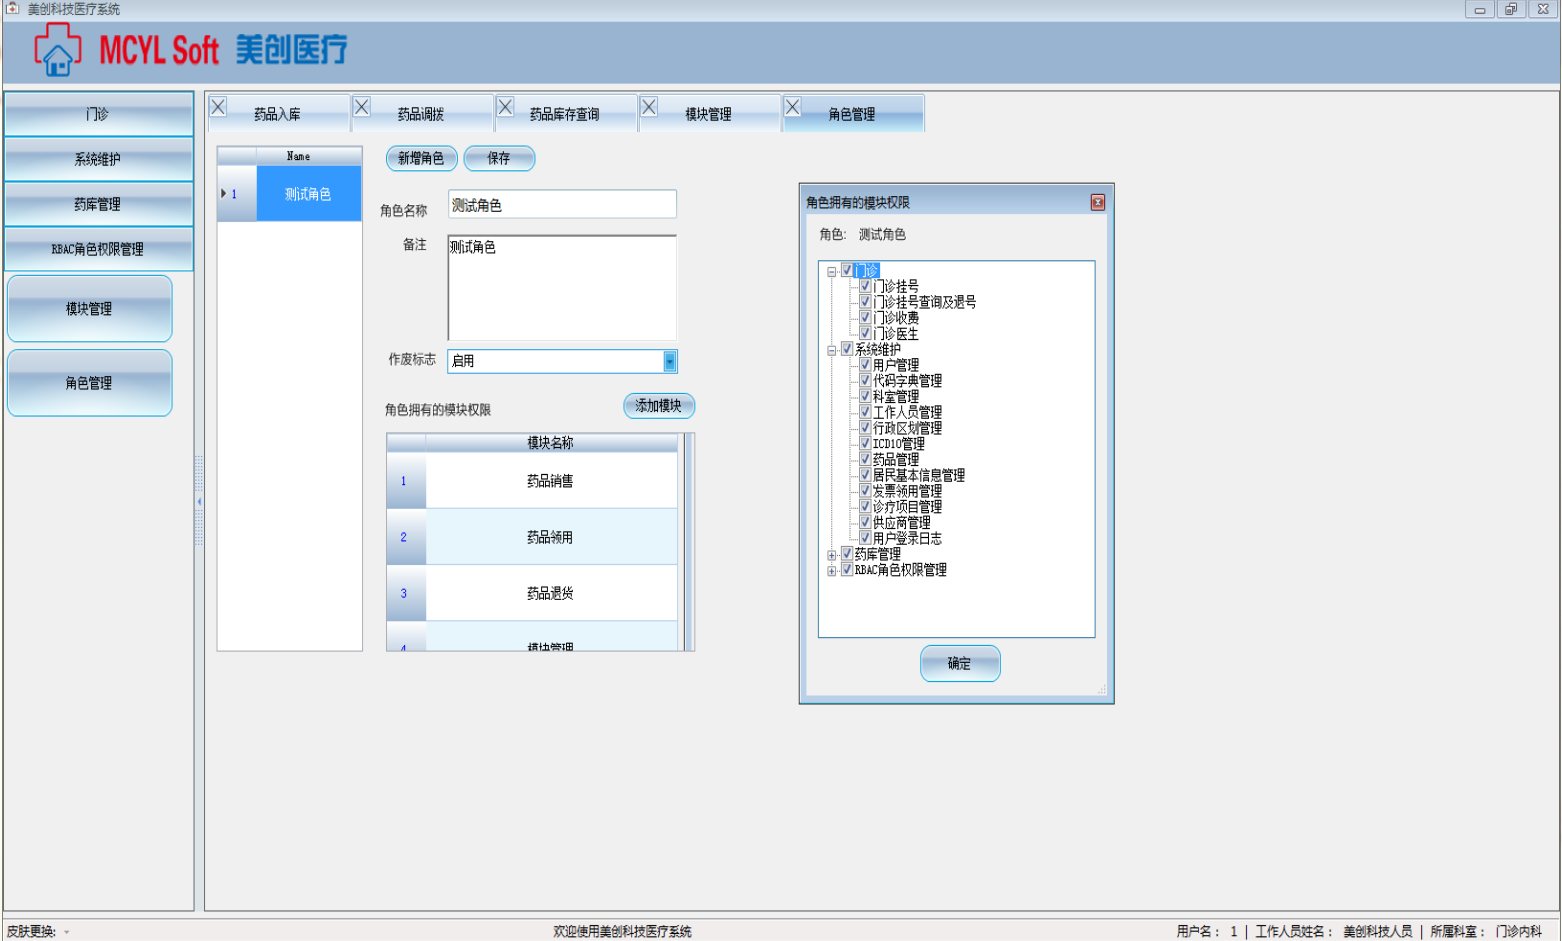 美创科技医疗系统
MCYL Soft 美创医疗
门诊
系统维护
药库管理
RBAC角色权限管理
模块管理
角色管理
药品入库
药品调拨
药品库存查询
模块管理
角色管理
Name
1
测试角色
新增角色
保存
角色名称
测试角色
备注
测试角色
作废标志
启用
角色拥有的模块权限
添加模块
模块名称
1
药品销售
2
药品领用
3
药品退货
4
模块管理
角色拥有的模块权限
角色: 测试角色
门诊
门诊挂号
门诊挂号查询及退号
门诊收费
门诊医生
系统维护
用户管理
代码字典管理
科室管理
工作人员管理
行政区划管理
ICD10管理
药品管理
居民基本信息管理
发票领用管理
诊疗项目管理
供应商管理
用户登录日志
药库管理
RBAC角色权限管理
确定
皮肤更换:
欢迎使用美创科技医疗系统
用户名: 1 | 工作人员姓名: 美创科技人员 | 所属科室: 门诊内科